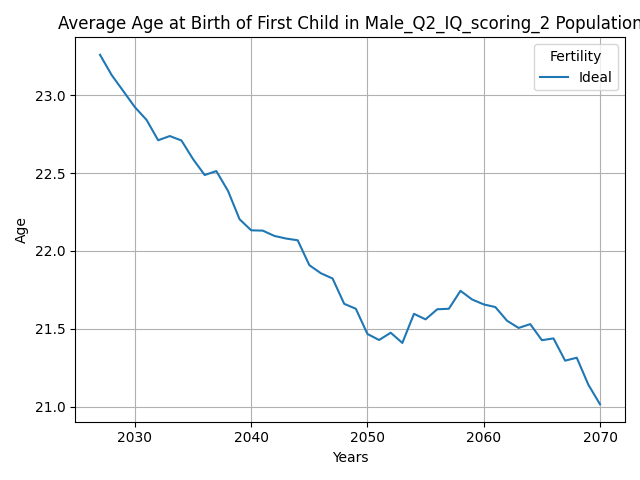 Average Age at Birth of First Child in Male_Q2_IQ_scoring_2 Population
Fertility
Ideal
Age
23.0
22.5
22.0
21.5
21.0
2030 2040 2050 2060 2070
Years